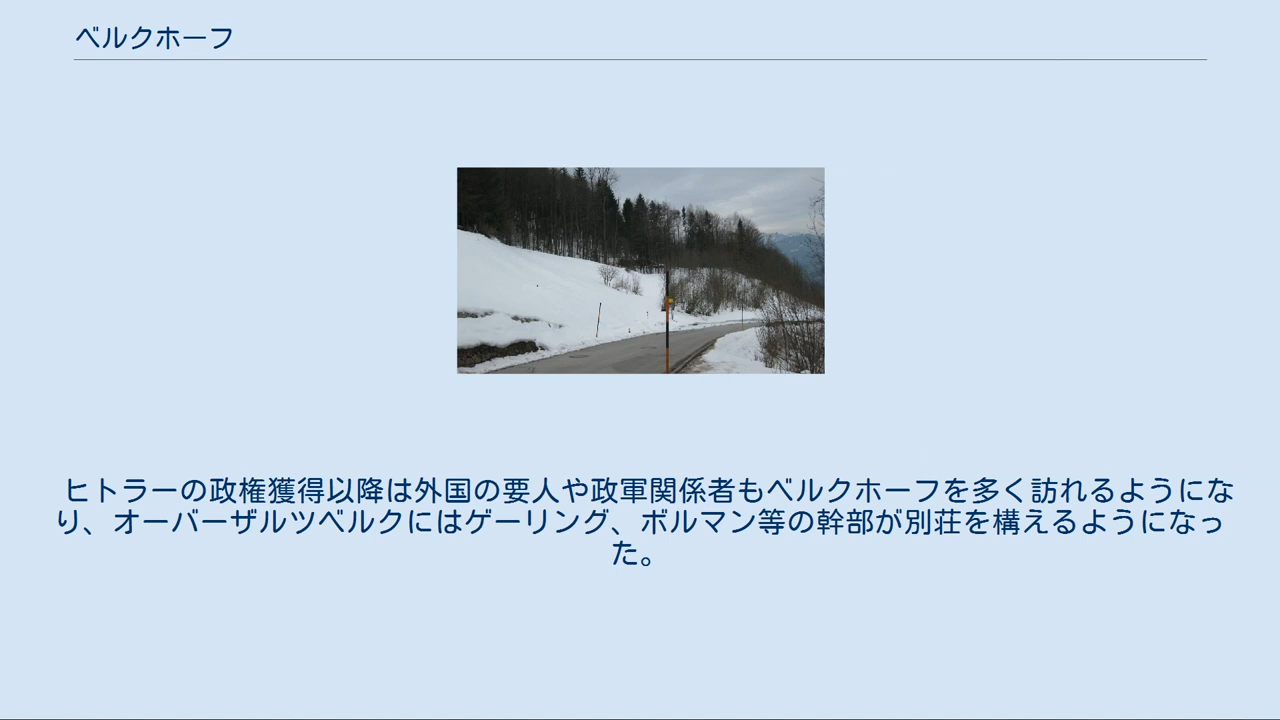 ベルクホーフ
ヒトラーの政権獲得以降は外国の要人や政軍関係者もベルクホーフを多く訪れるようにな
り、オーバーザルツベルクにはゲーリング、ボルマン等の幹部が別荘を構えるようになっ
た。